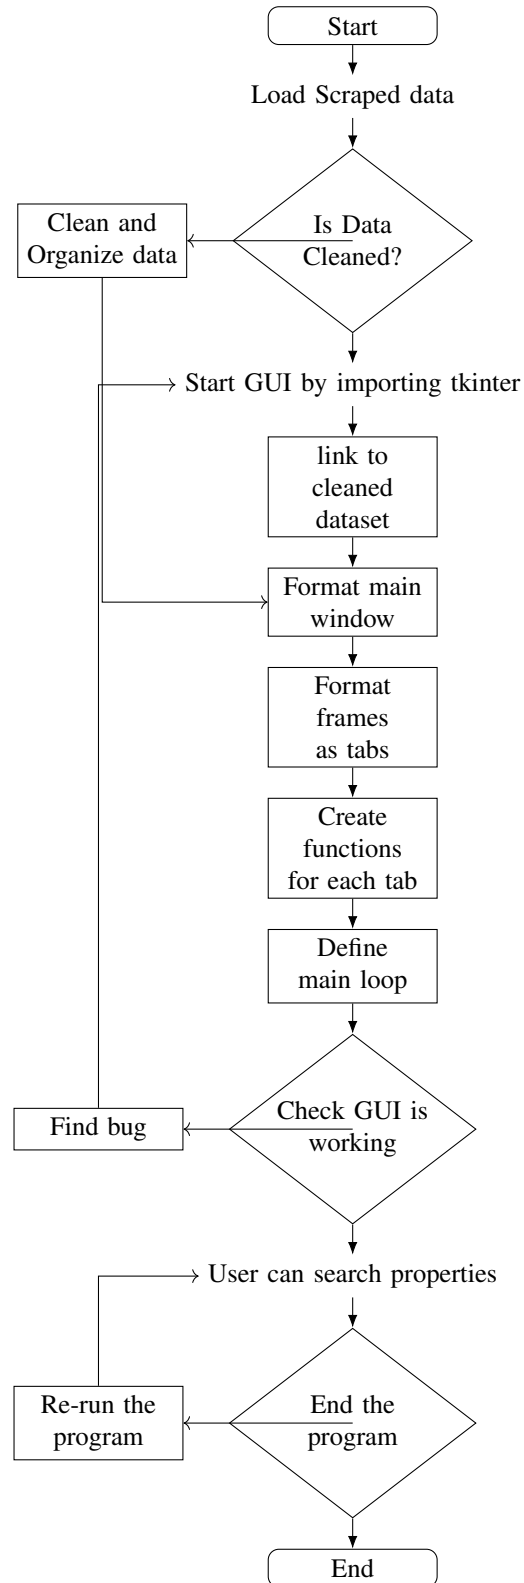 Start
Load Scraped data
Is Data
Cleaned?
Clean and
Organize data
Start GUI by importing tkinter
link to
cleaned
dataset
Format main
window
Format
frames
as tabs
Create
functions
for each tab
Define
main loop
Check GUI is
working
Find bug
User can search properties
End the
program
Re-run the
program
End